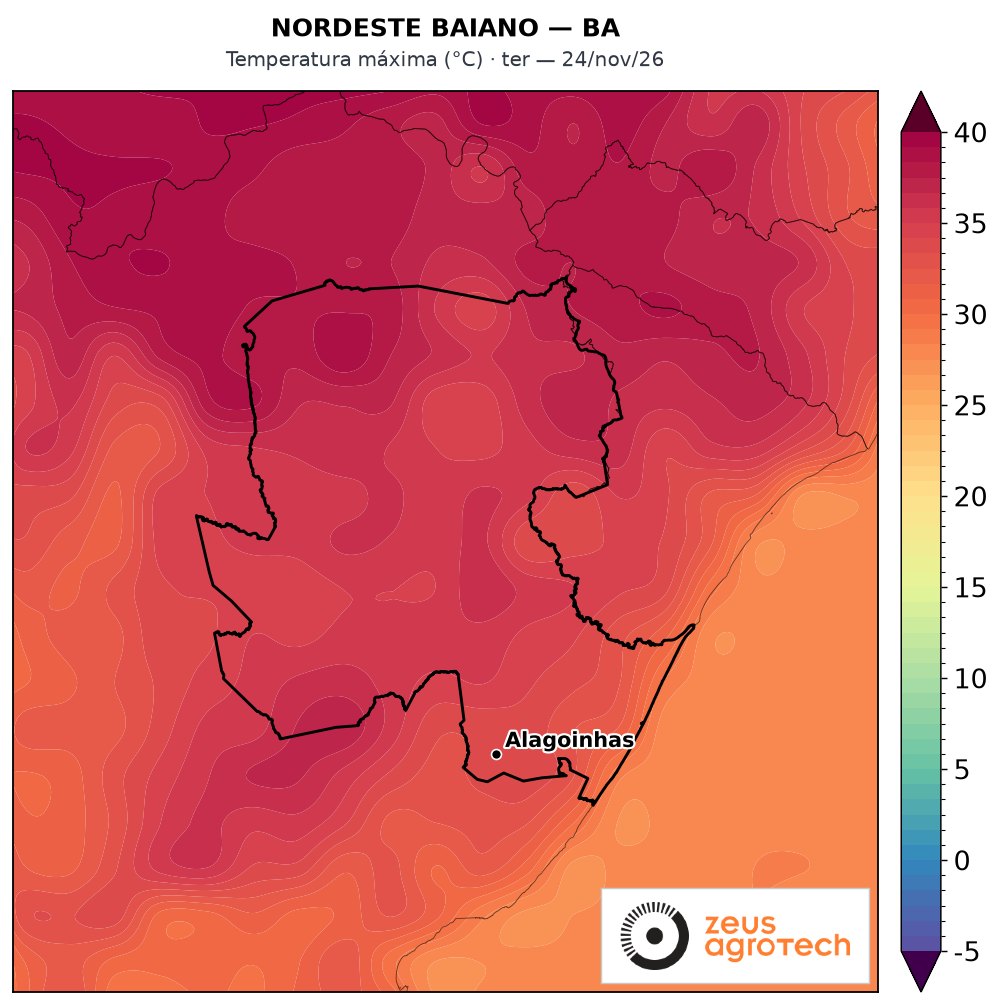 NORDESTE BAIANO — BA
Temperatura máxima (°C) · ter — 24/nov/26
40
35
30
25
20
15
10
5
0
-5
Alagoinhas
zeus
agrotech